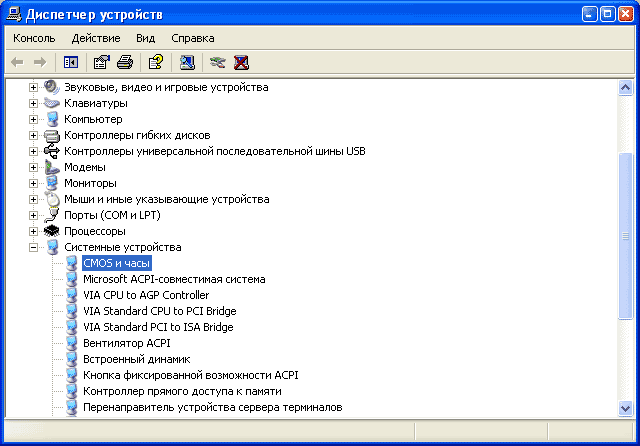 Диспетчер устройств
Консоль Действие Вид Справка
Звуковые, видео и игровые устройства
Клавиатуры
Компьютер
Контроллеры гибких дисков
Контроллеры универсальной последовательной шины USB
Модемы
Мониторы
Мыши и иные указывающие устройства
Порты (COM и LPT)
Процессоры
Системные устройства
CMOS и часы
Microsoft ACPI-совместимая система
VIA CPU to AGP Controller
VIA Standard CPU to PCI Bridge
VIA Standard PCI to ISA Bridge
Вентилятор ACPI
Встроенный динамик
Кнопка фиксированной возможности ACPI
Контроллер прямого доступа к памяти
Перенаправитель устройства сервера терминалов